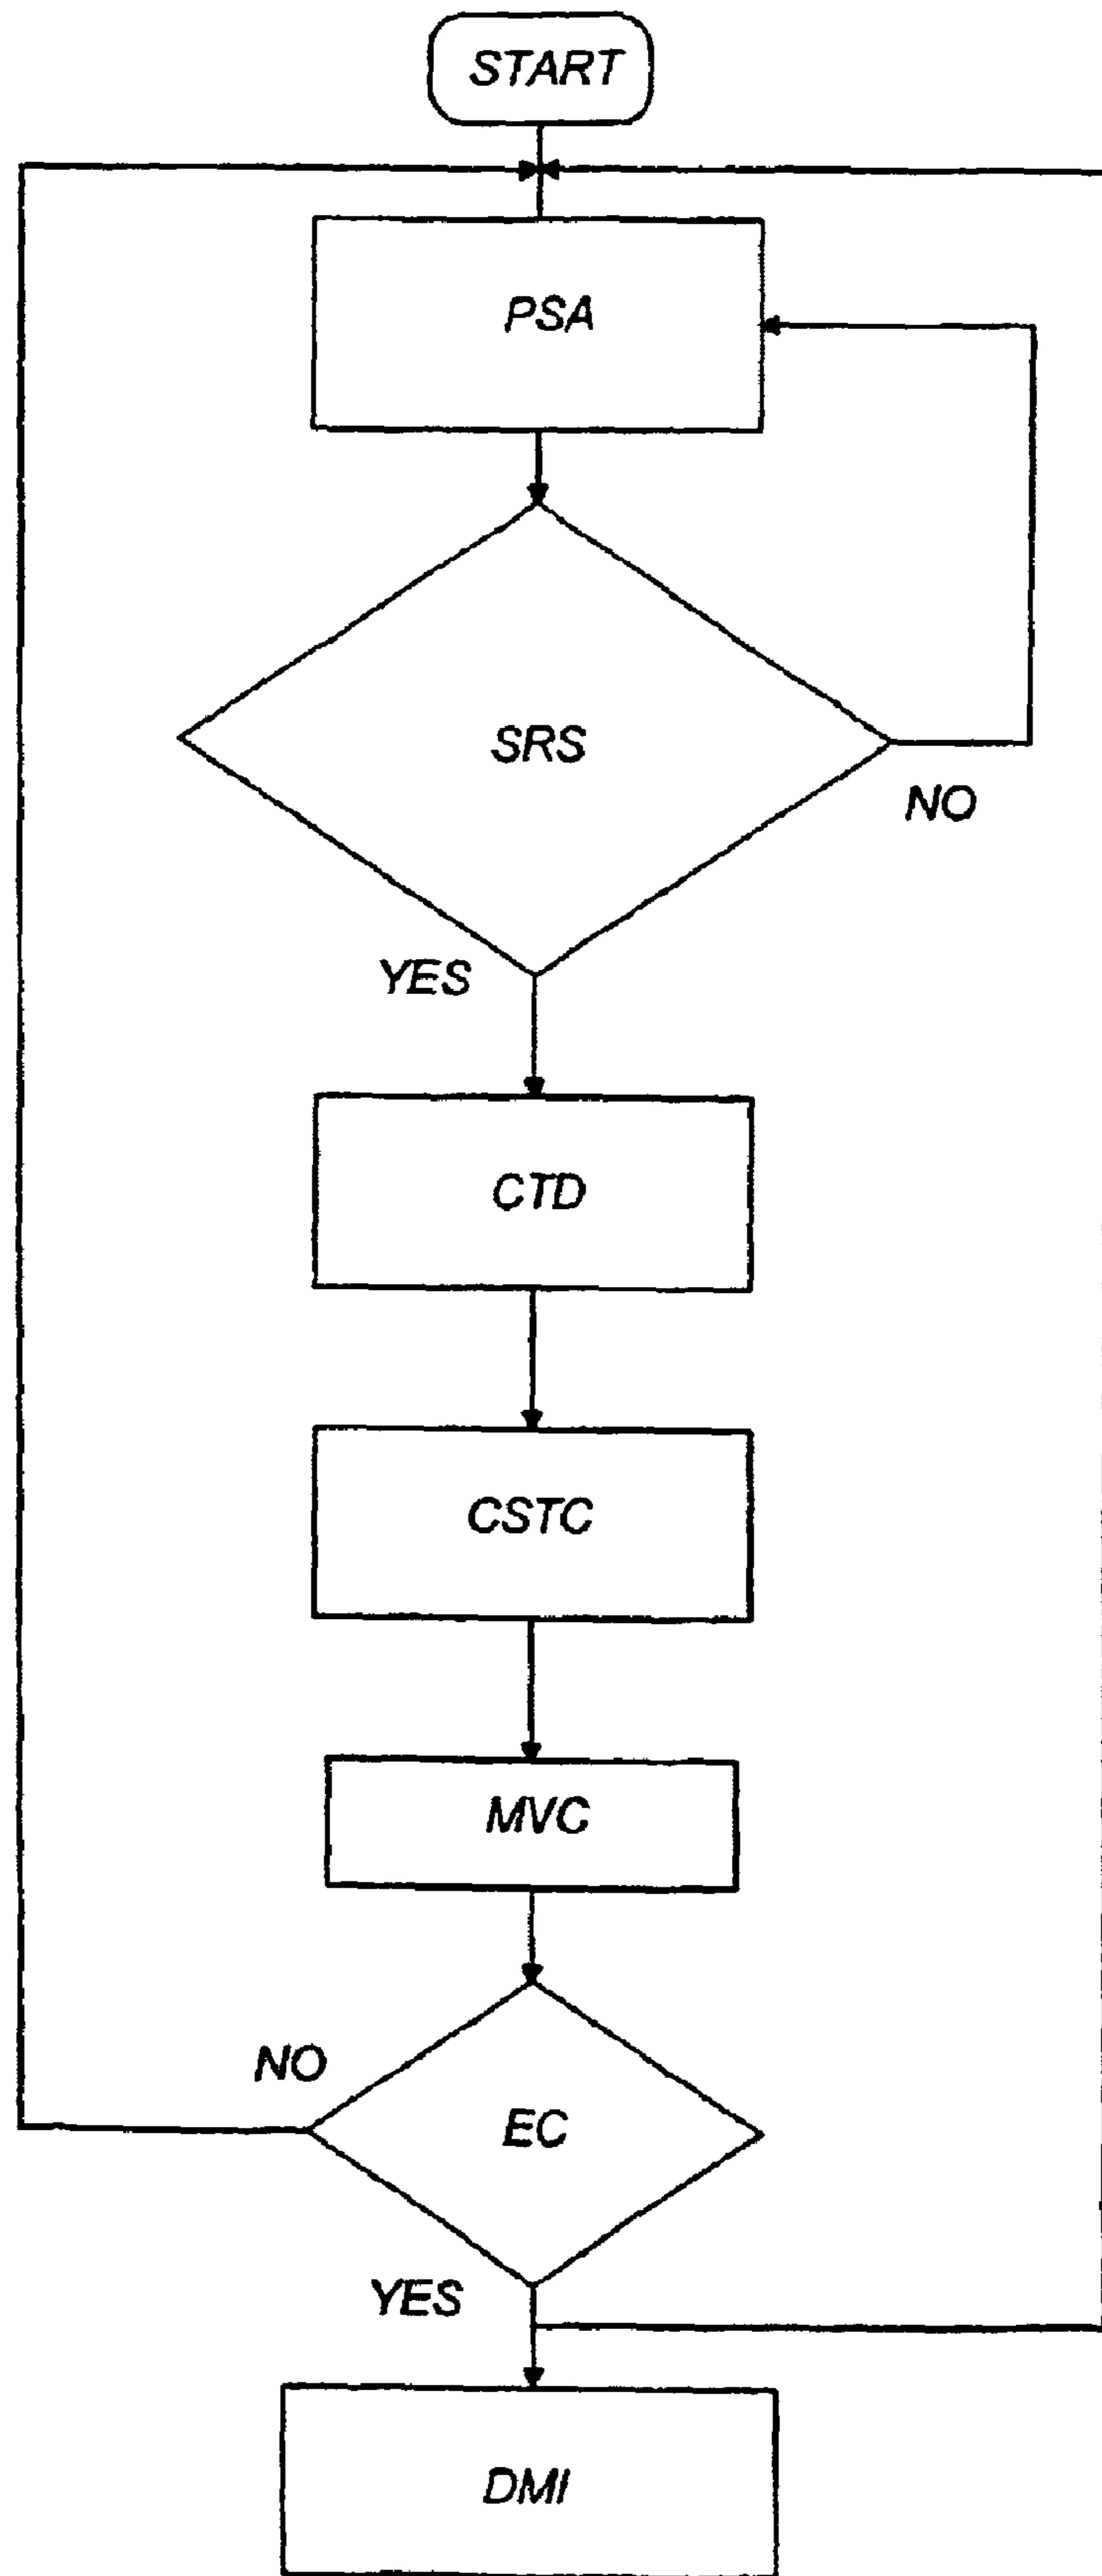 START
PSA
SRS
NO
YES
CTD
CSTC
MVC
NO
EC
YES
DMI